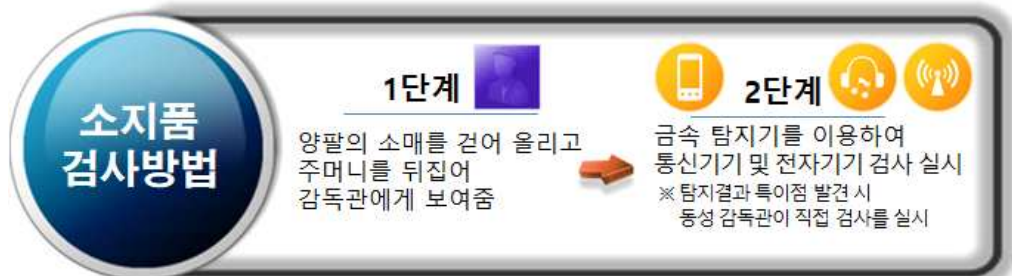 소지품
검사방법
1단계
양팔의 소매를 걷어 올리고
주머니를 뒤집어
감독관에게 보여줌
2단계
금속 탐지기를 이용하여
통신기기 및 전자기기 검사 실시
※ 탐지결과 특이점 발견 시
동성 감독관이 직접 검사를 실시